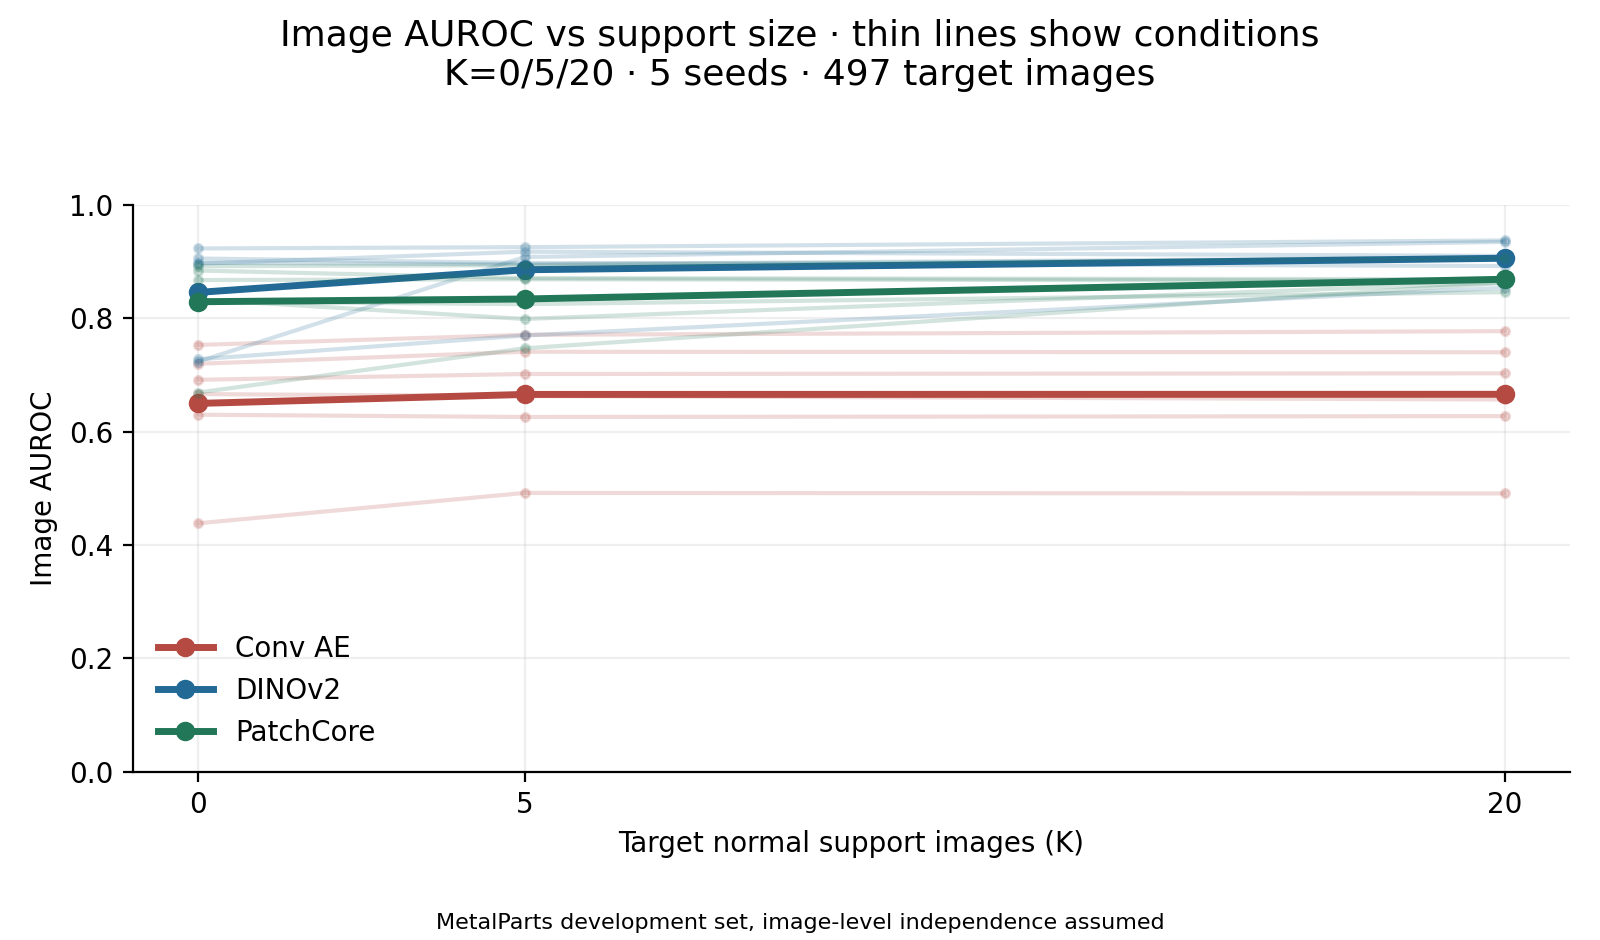 Image AUROC vs support size · thin lines show conditions
K=0/5/20 · 5 seeds · 497 target images
1.0
0.8
0.6
0.4
0.2
0.0
Image AUROC
Conv AE
DINOv2
PatchCore
0 5 20
Target normal support images (K)
MetalParts development set, image-level independence assumed